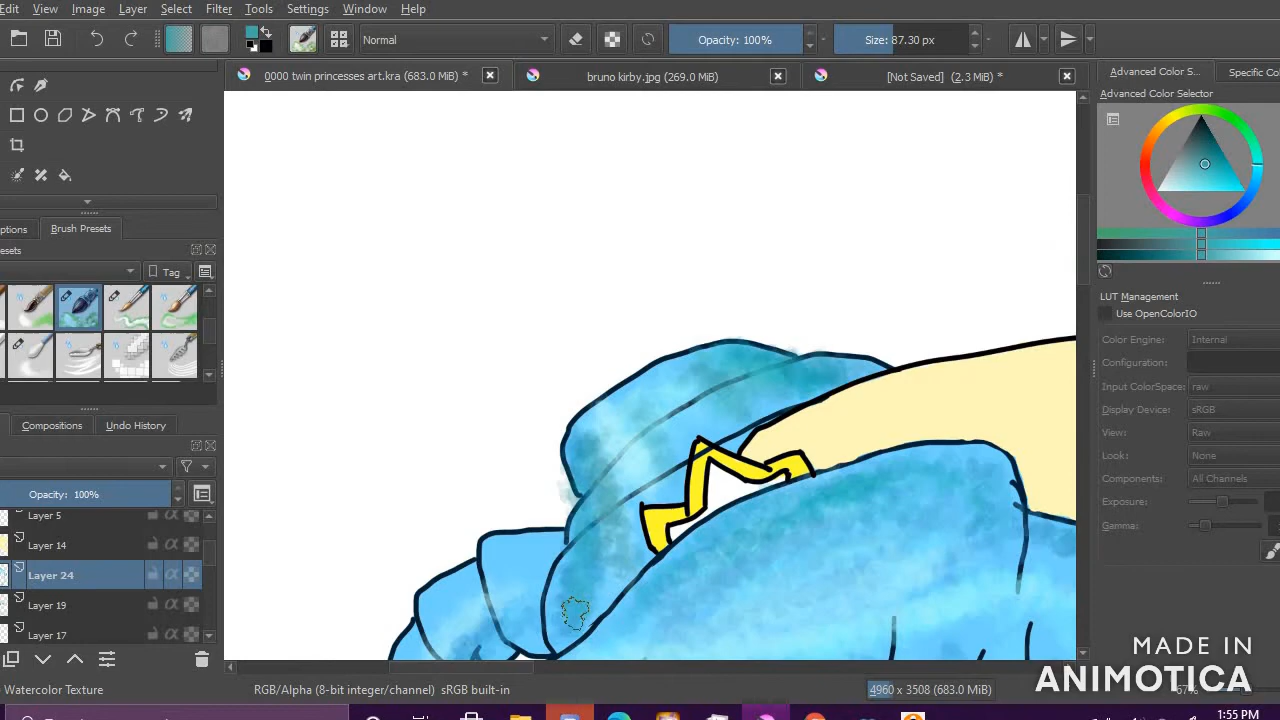 Edit View Image Layer Select Filter Tools Settings Window Help
Normal
Opacity: 100%
Size: 87.30 px
0000 twin princesses art.kra (683.0 MiB) *
bruno kirby.jpg (269.0 MiB)
[Not Saved] (2.3 MiB) *
Advanced Color S...
Specific Co
Advanced Color Selector
ptions
Brush Presets
esets
Tag
LUT Management
Use OpenColorIO
Color Engine: Internal
Configuration:
Input ColorSpace: raw
Display Device: sRGB
View: Raw
Look: None
Components: All Channels
Exposure:
Gamma:
Compositions
Undo History
Opacity: 100%
Layer 5
Layer 14
Layer 24
Layer 19
Layer 17
Watercolor Texture
RGB/Alpha (8-bit integer/channel) sRGB built-in
4960 x 3508 (683.0 MiB)
67%
MADE IN
ANIMOTICA
1:55 PM